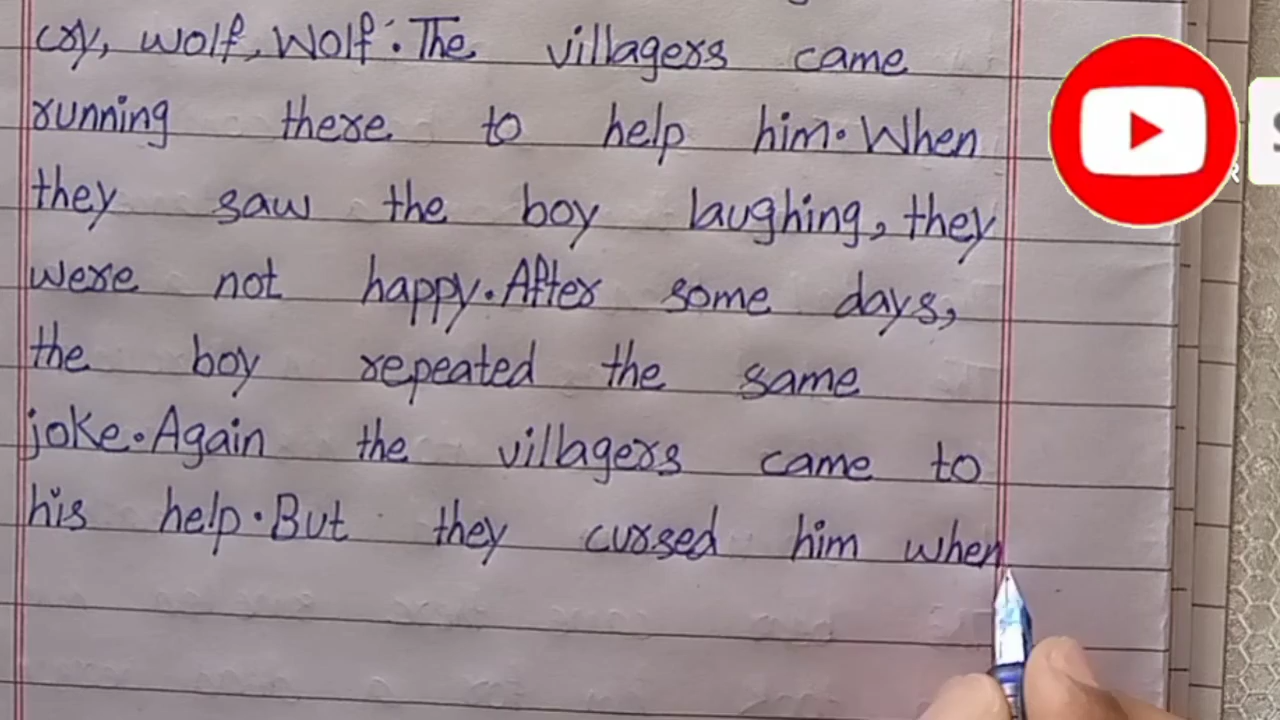 cry, wolf, Wolf'. The villagers came
running there to help him. When
they saw the boy laughing, they
were not happy. After some days,
the boy repeated the same
joke. Again the villagers came to
his help. But they cursed him when